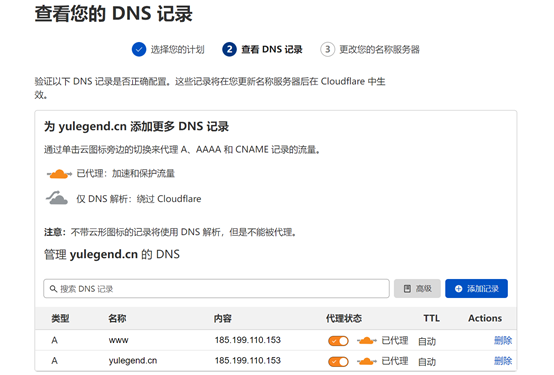 查看您的 DNS 记录
选择您的计划 2 查看 DNS 记录 3 更改您的名称服务器
验证以下 DNS 记录是否正确配置。这些记录将在您更新名称服务器后在 Cloudflare 中生
效。
为 yulegend.cn 添加更多 DNS 记录
通过单击云图标旁边的切换来代理 A、AAAA 和 CNAME 记录的流量。
已代理：加速和保护流量
仅 DNS 解析：绕过 Cloudflare
注意：不带云形图标的记录将使用 DNS 解析，但是不能被代理。
管理 yulegend.cn 的 DNS
搜索 DNS 记录 高级 添加记录
类型 名称 内容 代理状态 TTL Actions
A www 185.199.110.153 已代理 自动 删除
A yulegend.cn 185.199.110.153 已代理 自动 删除